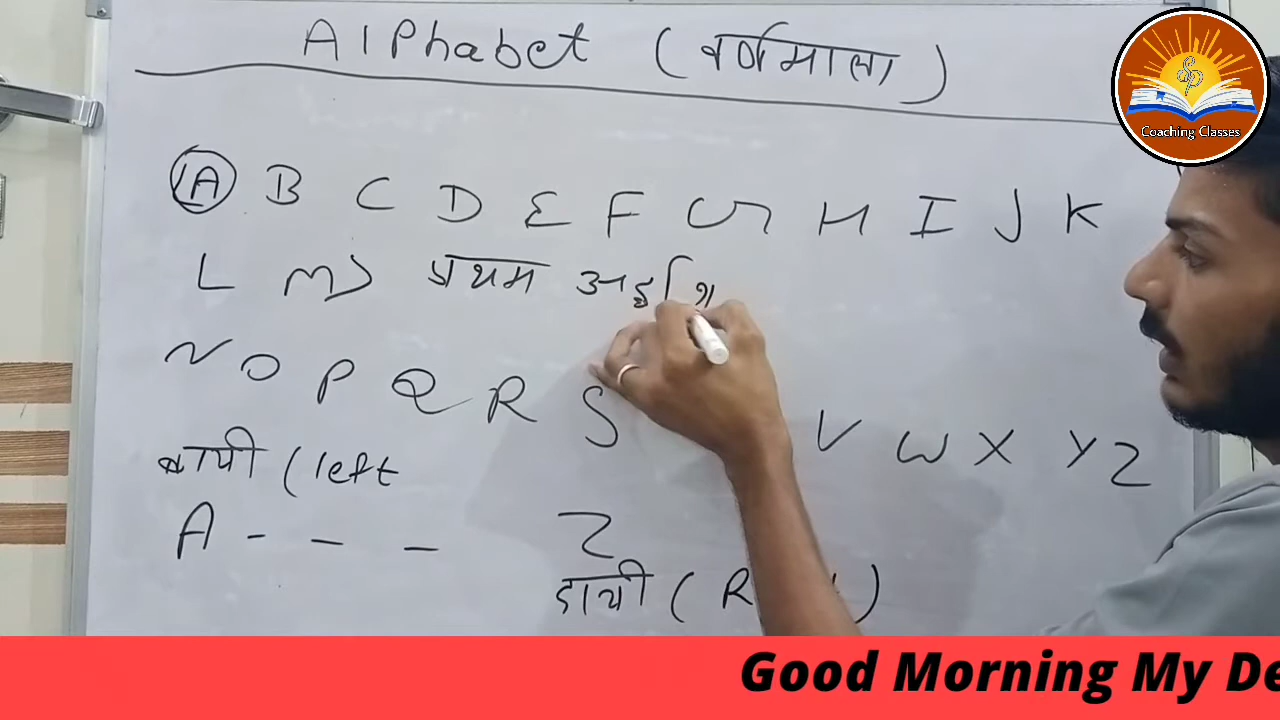 Alphabet (वर्णमाला)
A B C D E F G H I J K
L M प्रथम
N O P Q R S V W X Y Z
बायी (left
A - - - Z
दायी ( R )
Coaching Classes
Good Morning My De